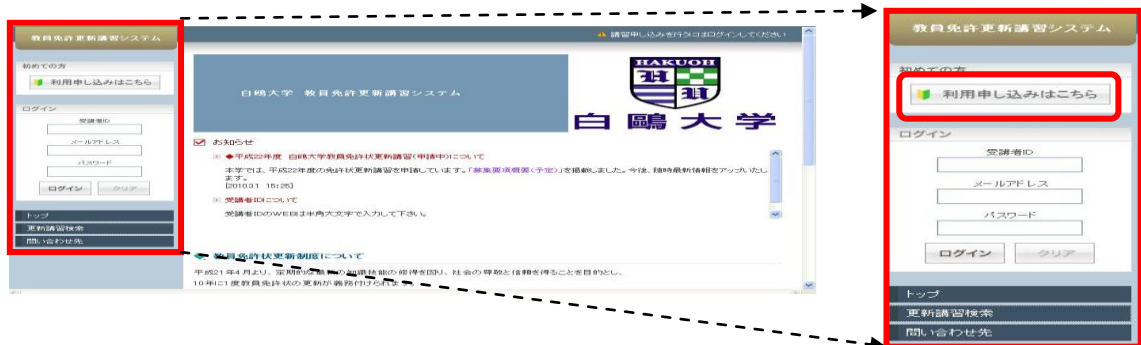 教員免許更新講習システム
初めての方
利用申し込みはこちら
ログイン
受講者ID
メールアドレス
パスワード
ログイン クリア
トップ
更新講習検索
問い合わせ先
講習申し込みを行う方はログインしてください
白鴎大学 教員免許更新講習システム
HAKUOH
白鷗大学
お知らせ
◆平成22年度 白鴎大学教員免許状更新講習(申請中)について
本学では、平成22年度の免許状更新講習を申請しています。「募集要項概要(予定)」を掲載しました。今後、随時最新情報をアップいたし
ます。
受講者IDについて
受講者IDのWEBは半角大文字で入力して下さい。
教員免許状更新制度について
平成21年4月より、定期的な最新の知識技能の修得を図り、社会の尊敬と信頼を得ることを目的とし、
10年に1度教員免許状の更新が義務付けられます。
教員免許更新講習システム
初めての方
利用申し込みはこちら
ログイン
受講者ID
メールアドレス
パスワード
ログイン クリア
トップ
更新講習検索
問い合わせ先